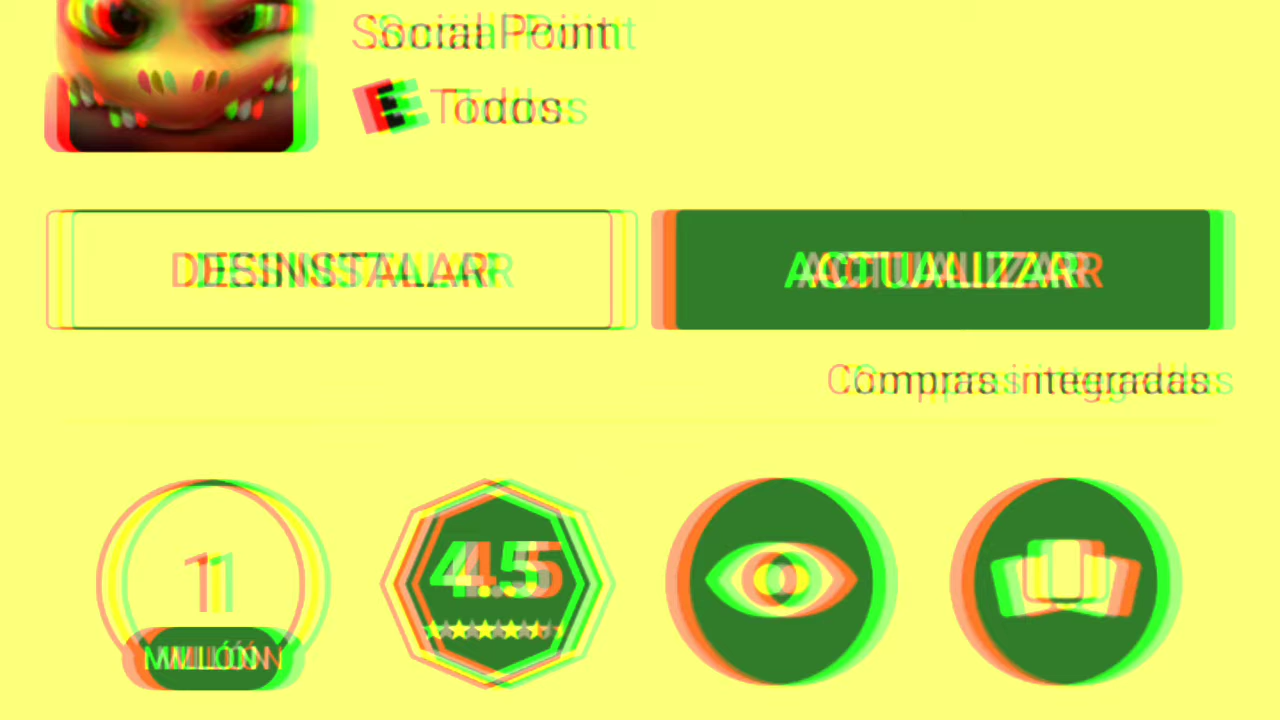 Social Point
E Todos
DESINSTALAR
ACTUALIZAR
Compras integradas
1
MILLÓN
4.5